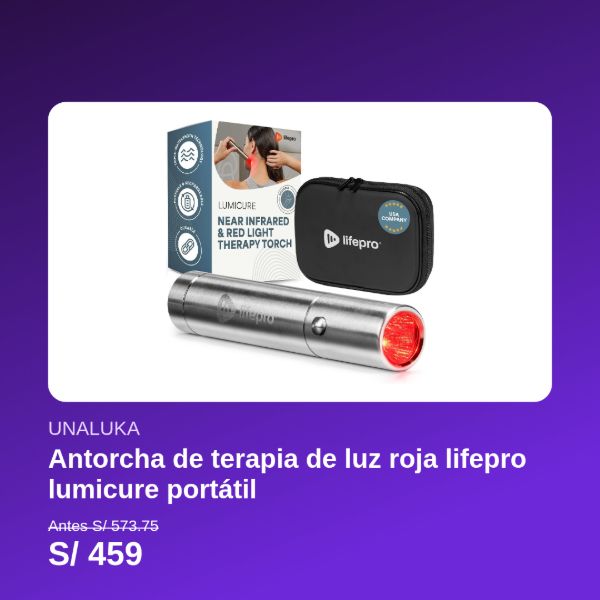 lifepro
LUMICURE
NEAR INFRARED
& RED LIGHT
THERAPY TORCH
USA
COMPANY
lifepro
lifepro
UNALUKA
Antorcha de terapia de luz roja lifepro
lumicure portátil
Antes S/ 573.75
S/ 459